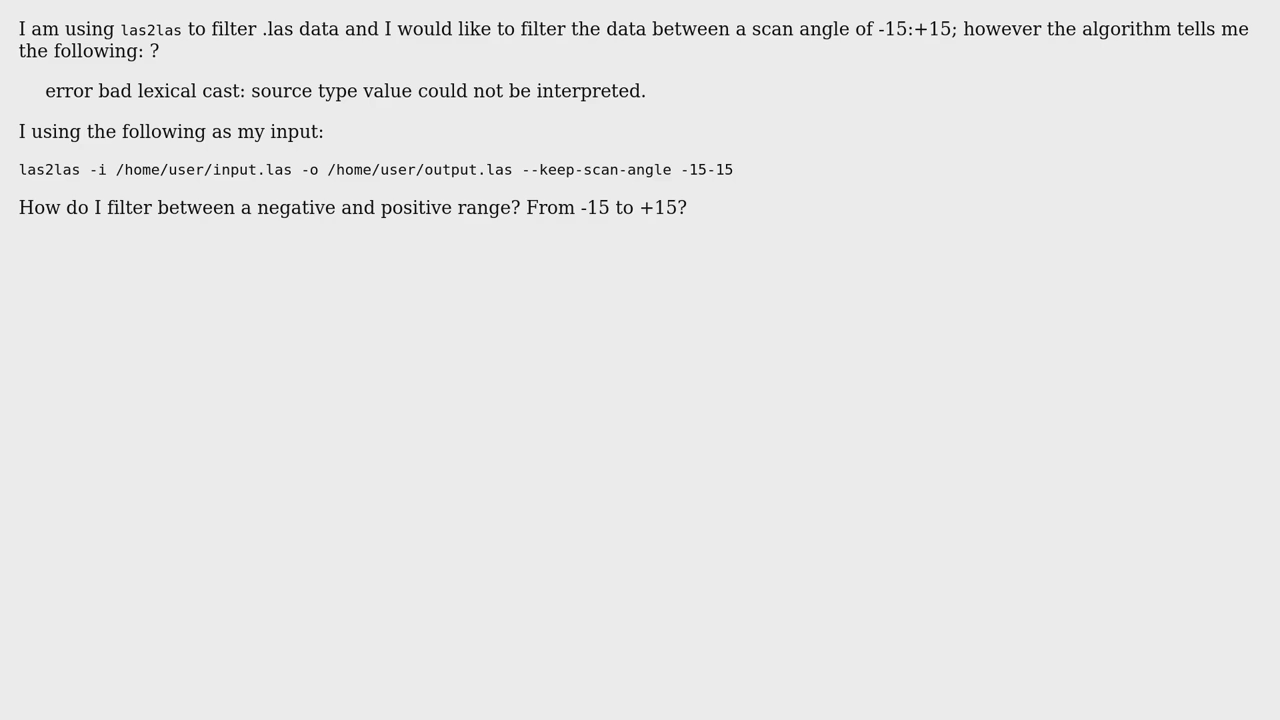 I am using las2las to filter .las data and I would like to filter the data between a scan angle of -15:+15; however the algorithm tells me
the following: ?
error bad lexical cast: source type value could not be interpreted.
I using the following as my input:
las2las -i /home/user/input.las -o /home/user/output.las --keep-scan-angle -15-15
How do I filter between a negative and positive range? From -15 to +15?